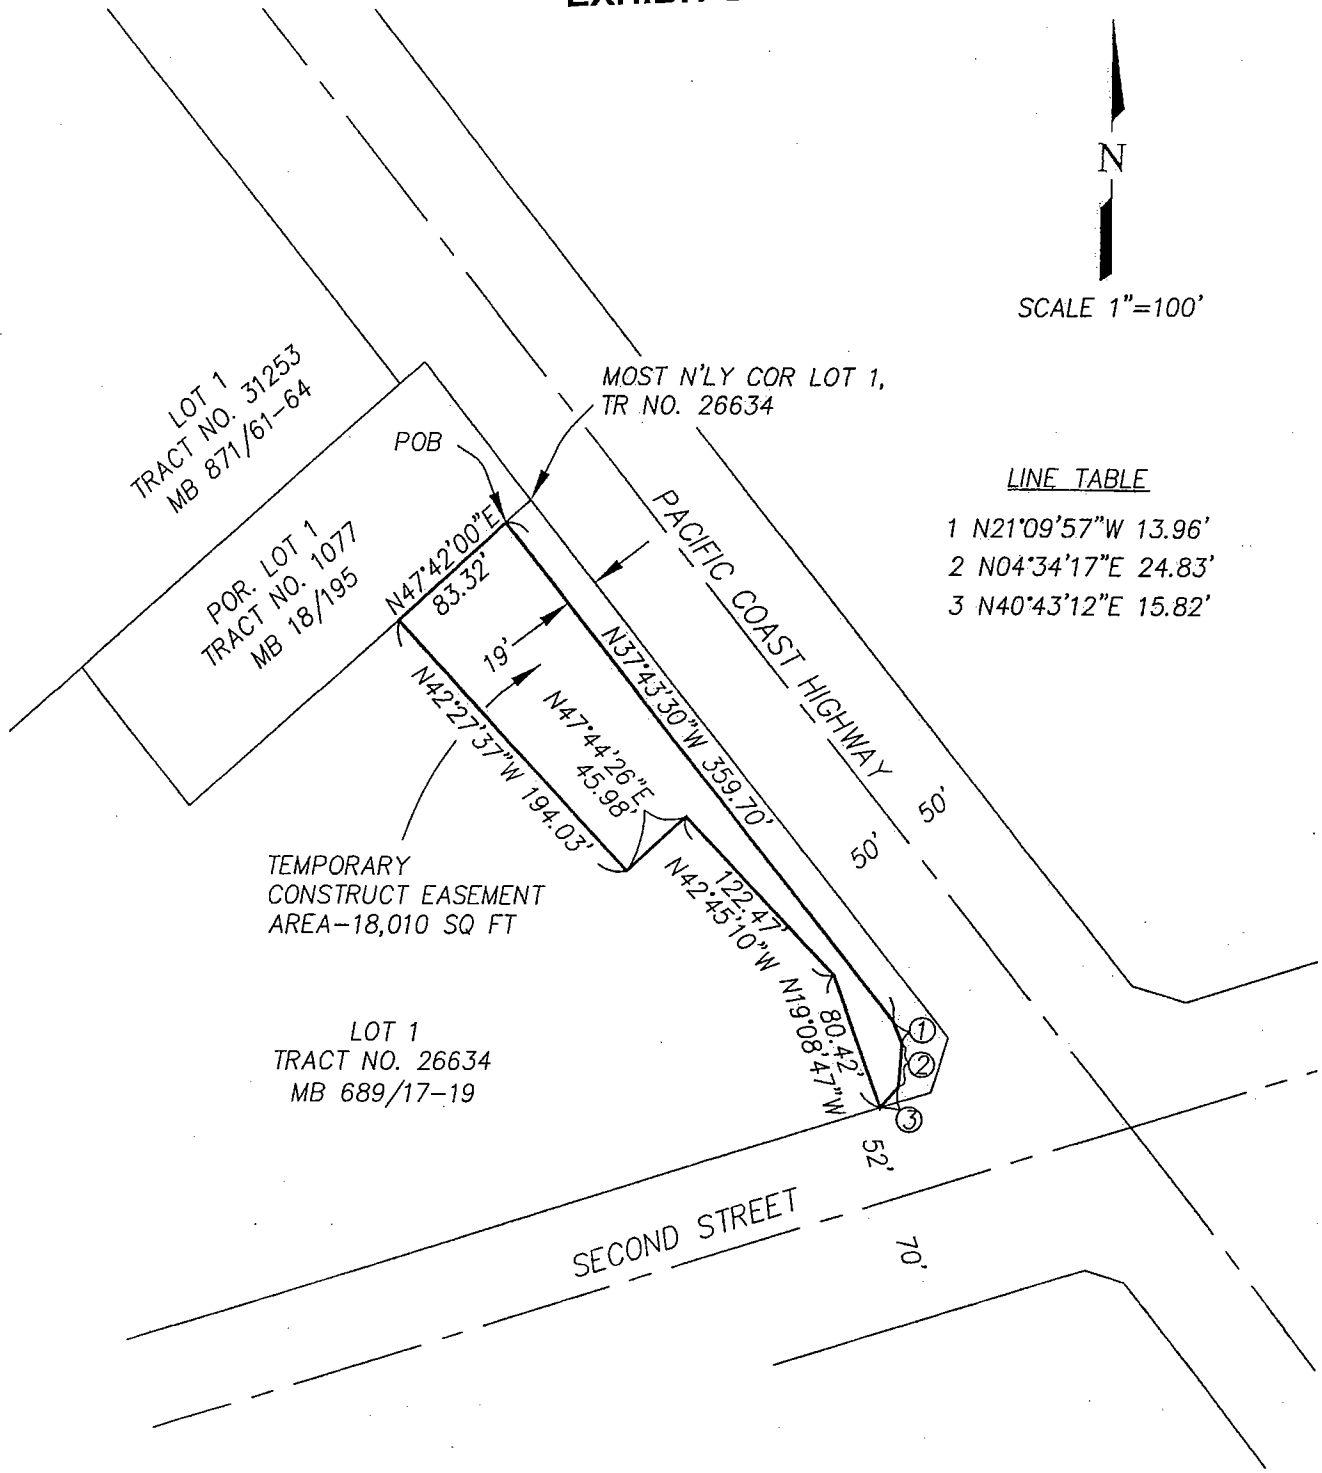 N
SCALE 1"=100'
LOT 1
TRACT NO. 31253
MB 871/61-64
MOST N'LY COR LOT 1,
TR NO. 26634
POB
LINE TABLE
1 N21°09'57"W 13.96'
2 N04°34'17"E 24.83'
3 N40°43'12"E 15.82'
POR. LOT 1
TRACT NO. 1077
MB 18/195
N47°42'00"E
83.32'
PACIFIC COAST HIGHWAY
19'
N37°43'30"W 359.70'
N42°27'37"W 194.03'
N47°44'26"E
45.98'
50'
50'
TEMPORARY
CONSTRUCT EASEMENT
AREA-18,010 SQ FT
122.47'
N42°45'10"W
80.42'
N19°08'47"W
LOT 1
TRACT NO. 26634
MB 689/17-19
1
2
3
52'
SECOND STREET
70'